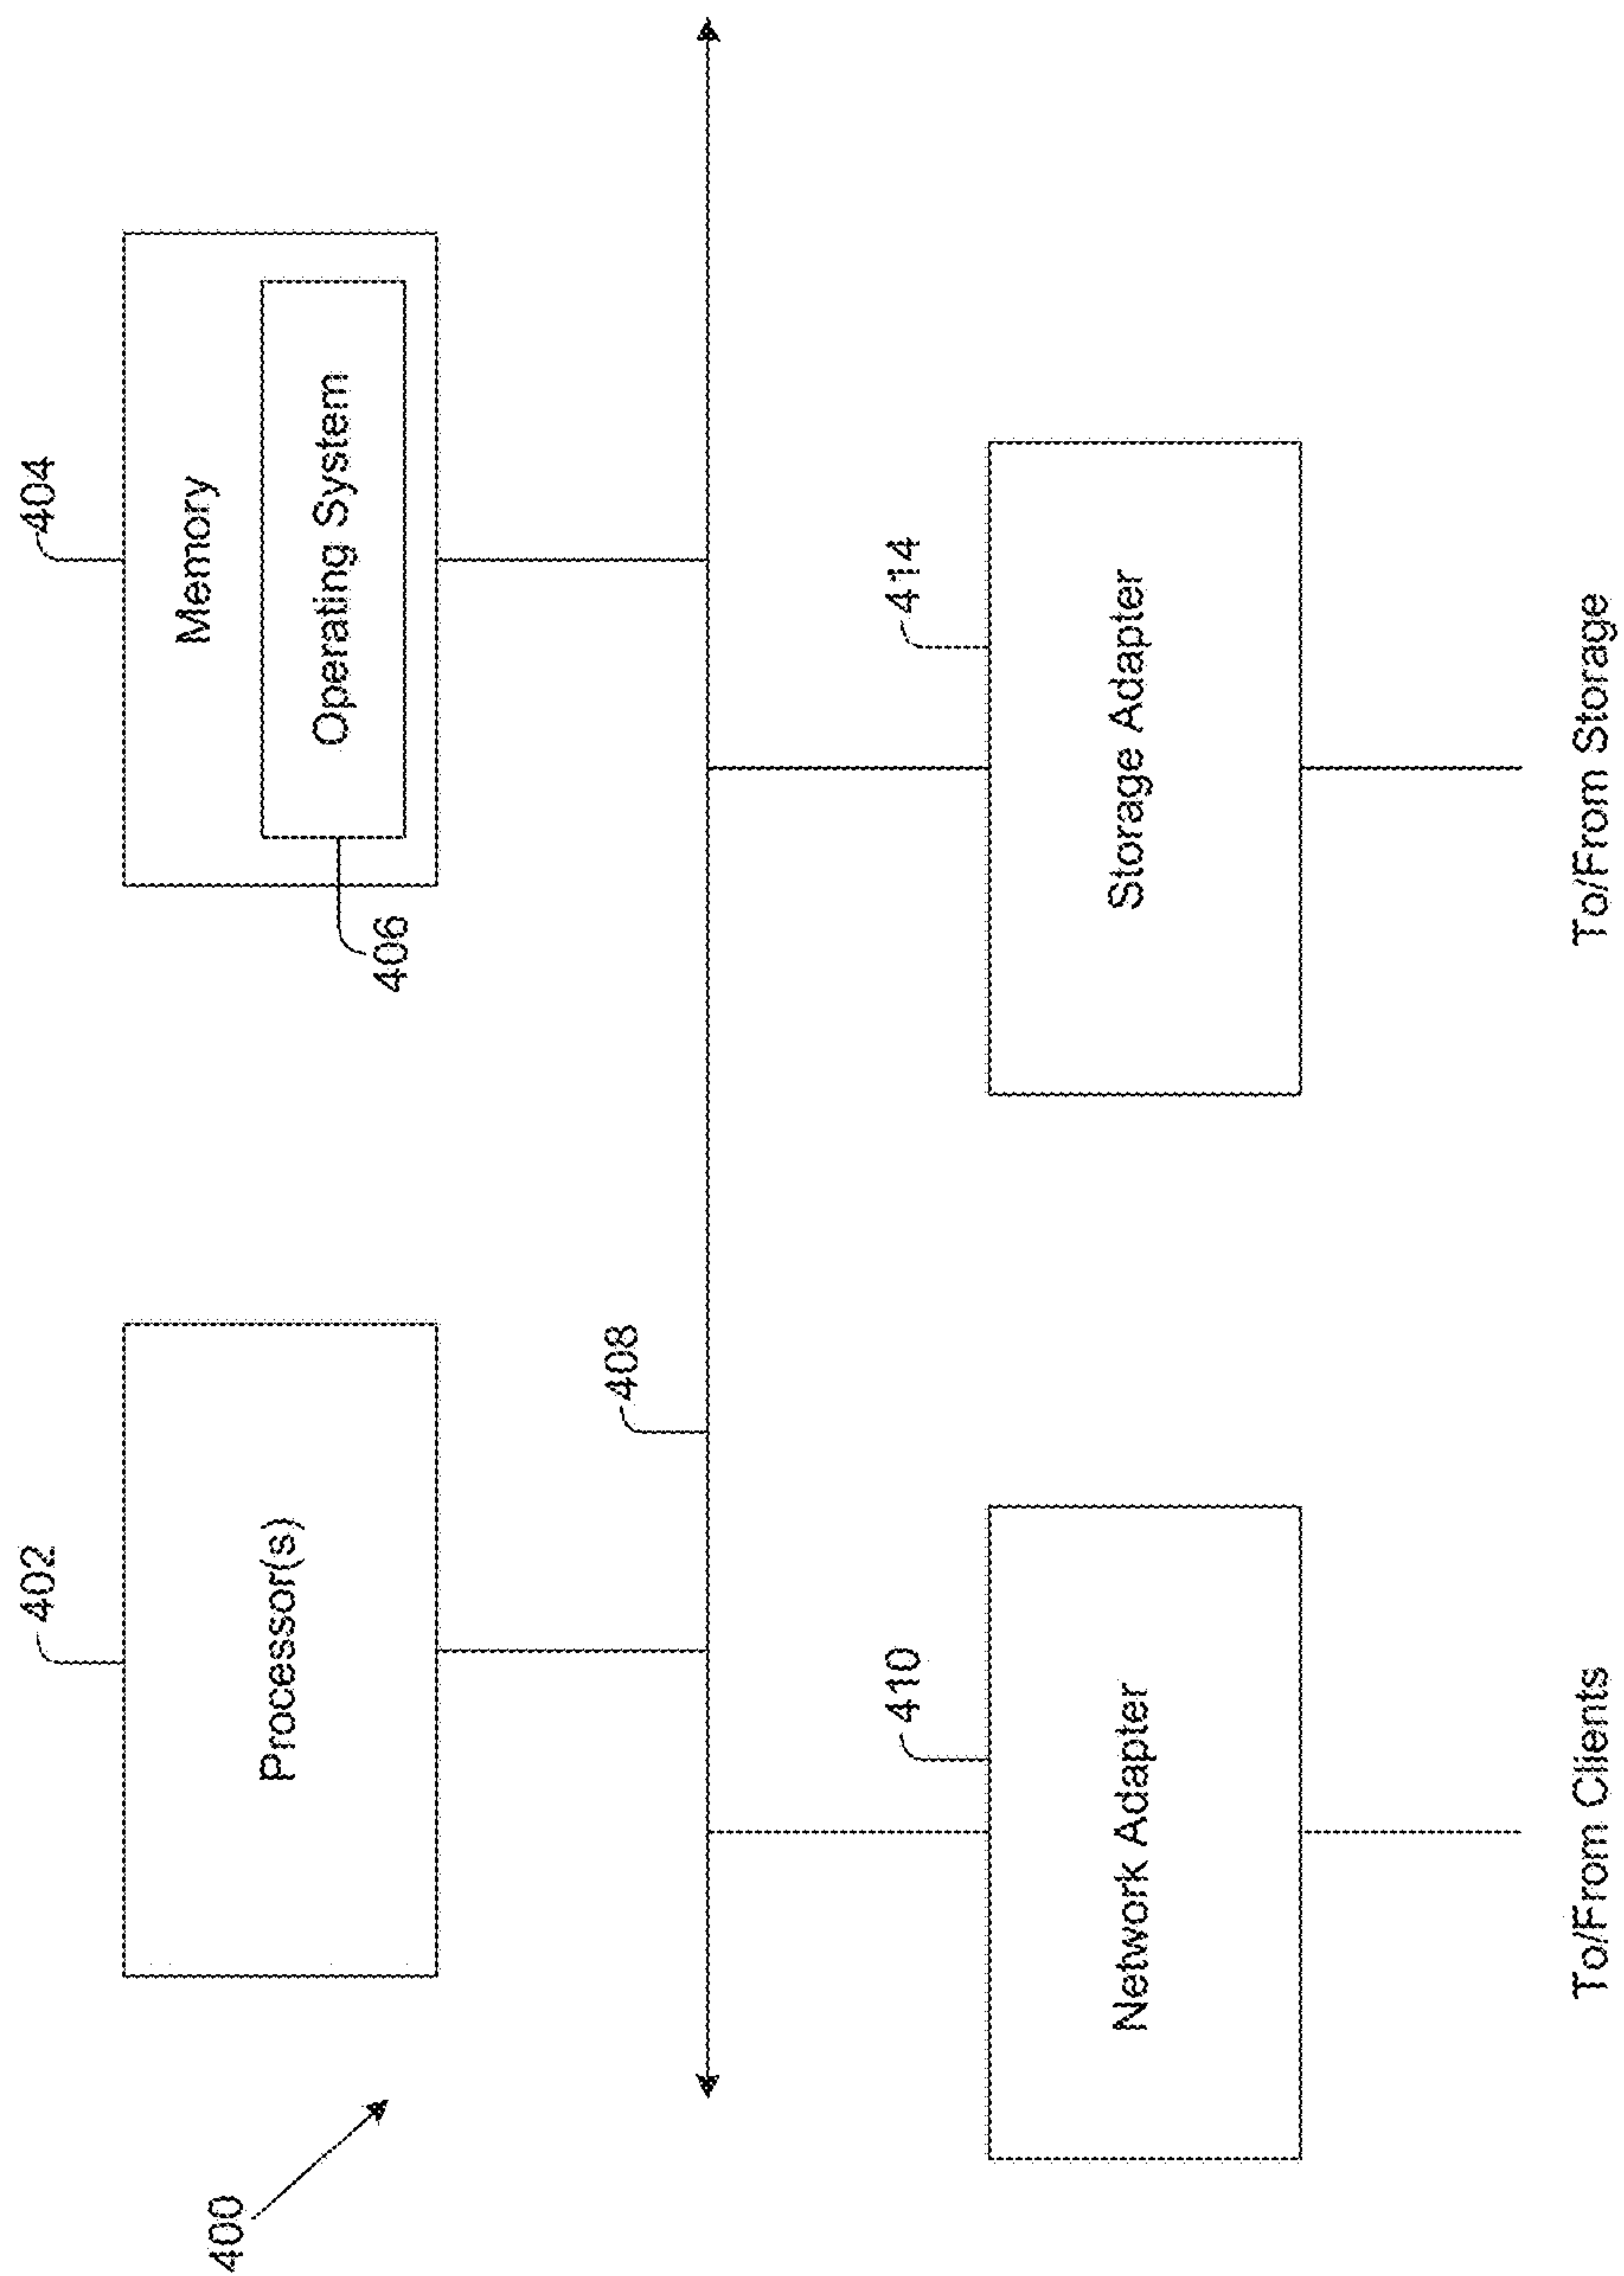 402
Processor(s)
404
Memory
Operating System
406
408
410
Network Adapter
414
Storage Adapter
400
To/From Clients
To/From Storage